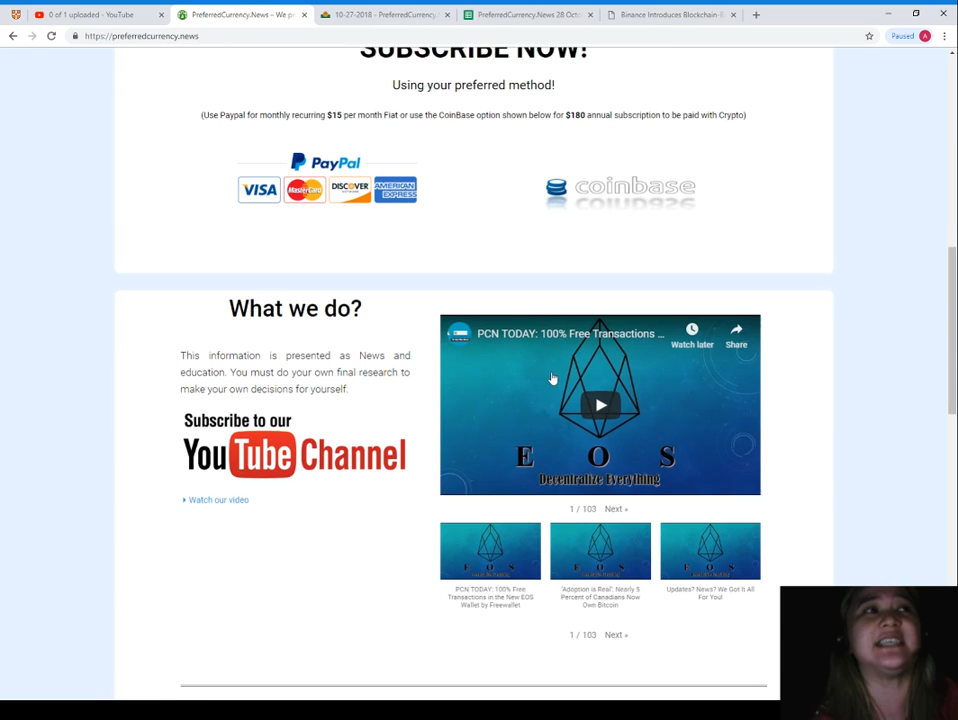 0 of 1 uploaded - YouTube
PreferredCurrency.News – We p
10-27-2018 - PreferredCurrency.
PreferredCurrency.News 28 Octo
Binance Introduces Blockchain-B
https://preferredcurrency.news
Paused
A
SUBSCRIBE NOW!
Using your preferred method!
(Use Paypal for monthly recurring $15 per month Fiat or use the CoinBase option shown below for $180 annual subscription to be paid with Crypto)
PayPal
VISA
MasterCard
DISCOVER
AMERICAN EXPRESS
coinbase
What we do?
This information is presented as News and
education. You must do your own final research to
make your own decisions for yourself.
Subscribe to our
YouTube Channel
Watch our video
PCN TODAY: 100% Free Transactions ...
Watch later
Share
E O S
Decentralize Everything
1 / 103 Next »
E O S
E O S
E O S
PCN TODAY: 100% Free
Transactions in the New EOS
Wallet by Freewallet
'Adoption is Real': Nearly 5
Percent of Canadians Now
Own Bitcoin
Updates? News? We Got It All
For You!
1 / 103 Next »